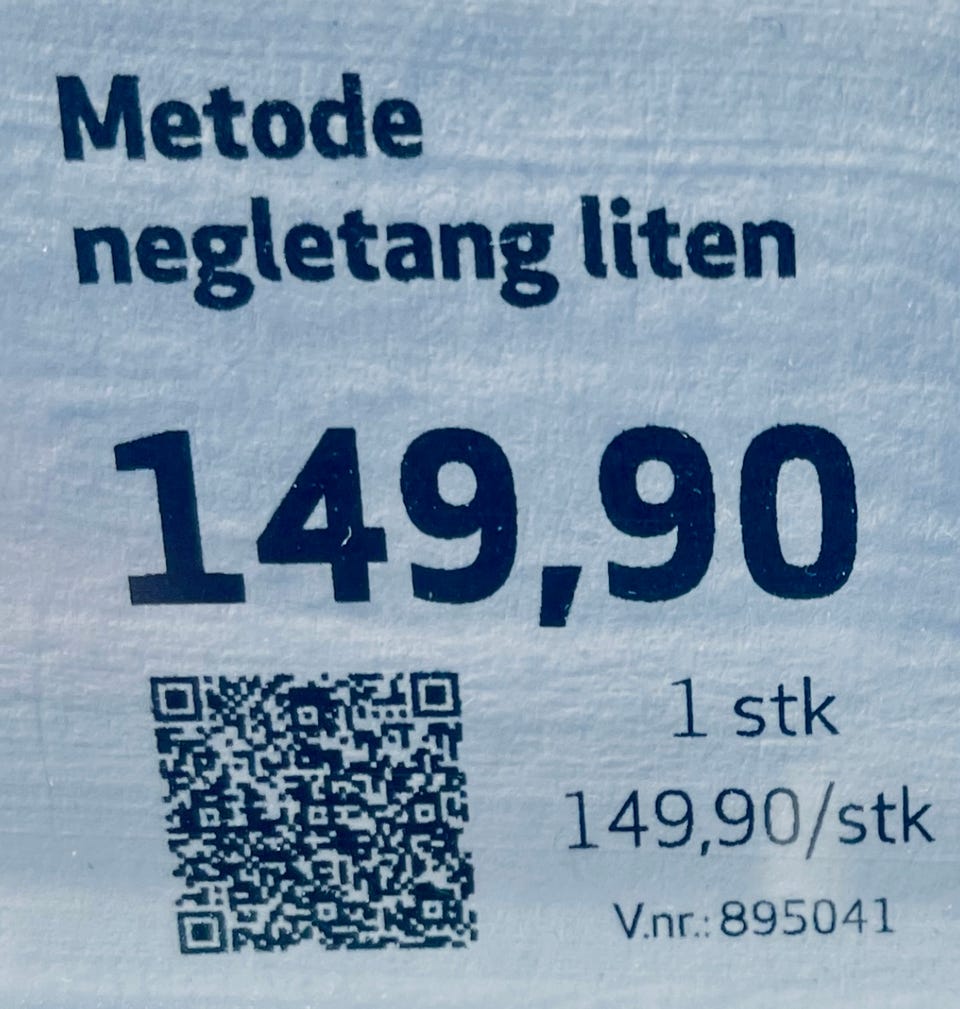 Metode
negletang liten
149,90
1 stk
149,90/stk
V.nr.: 895041